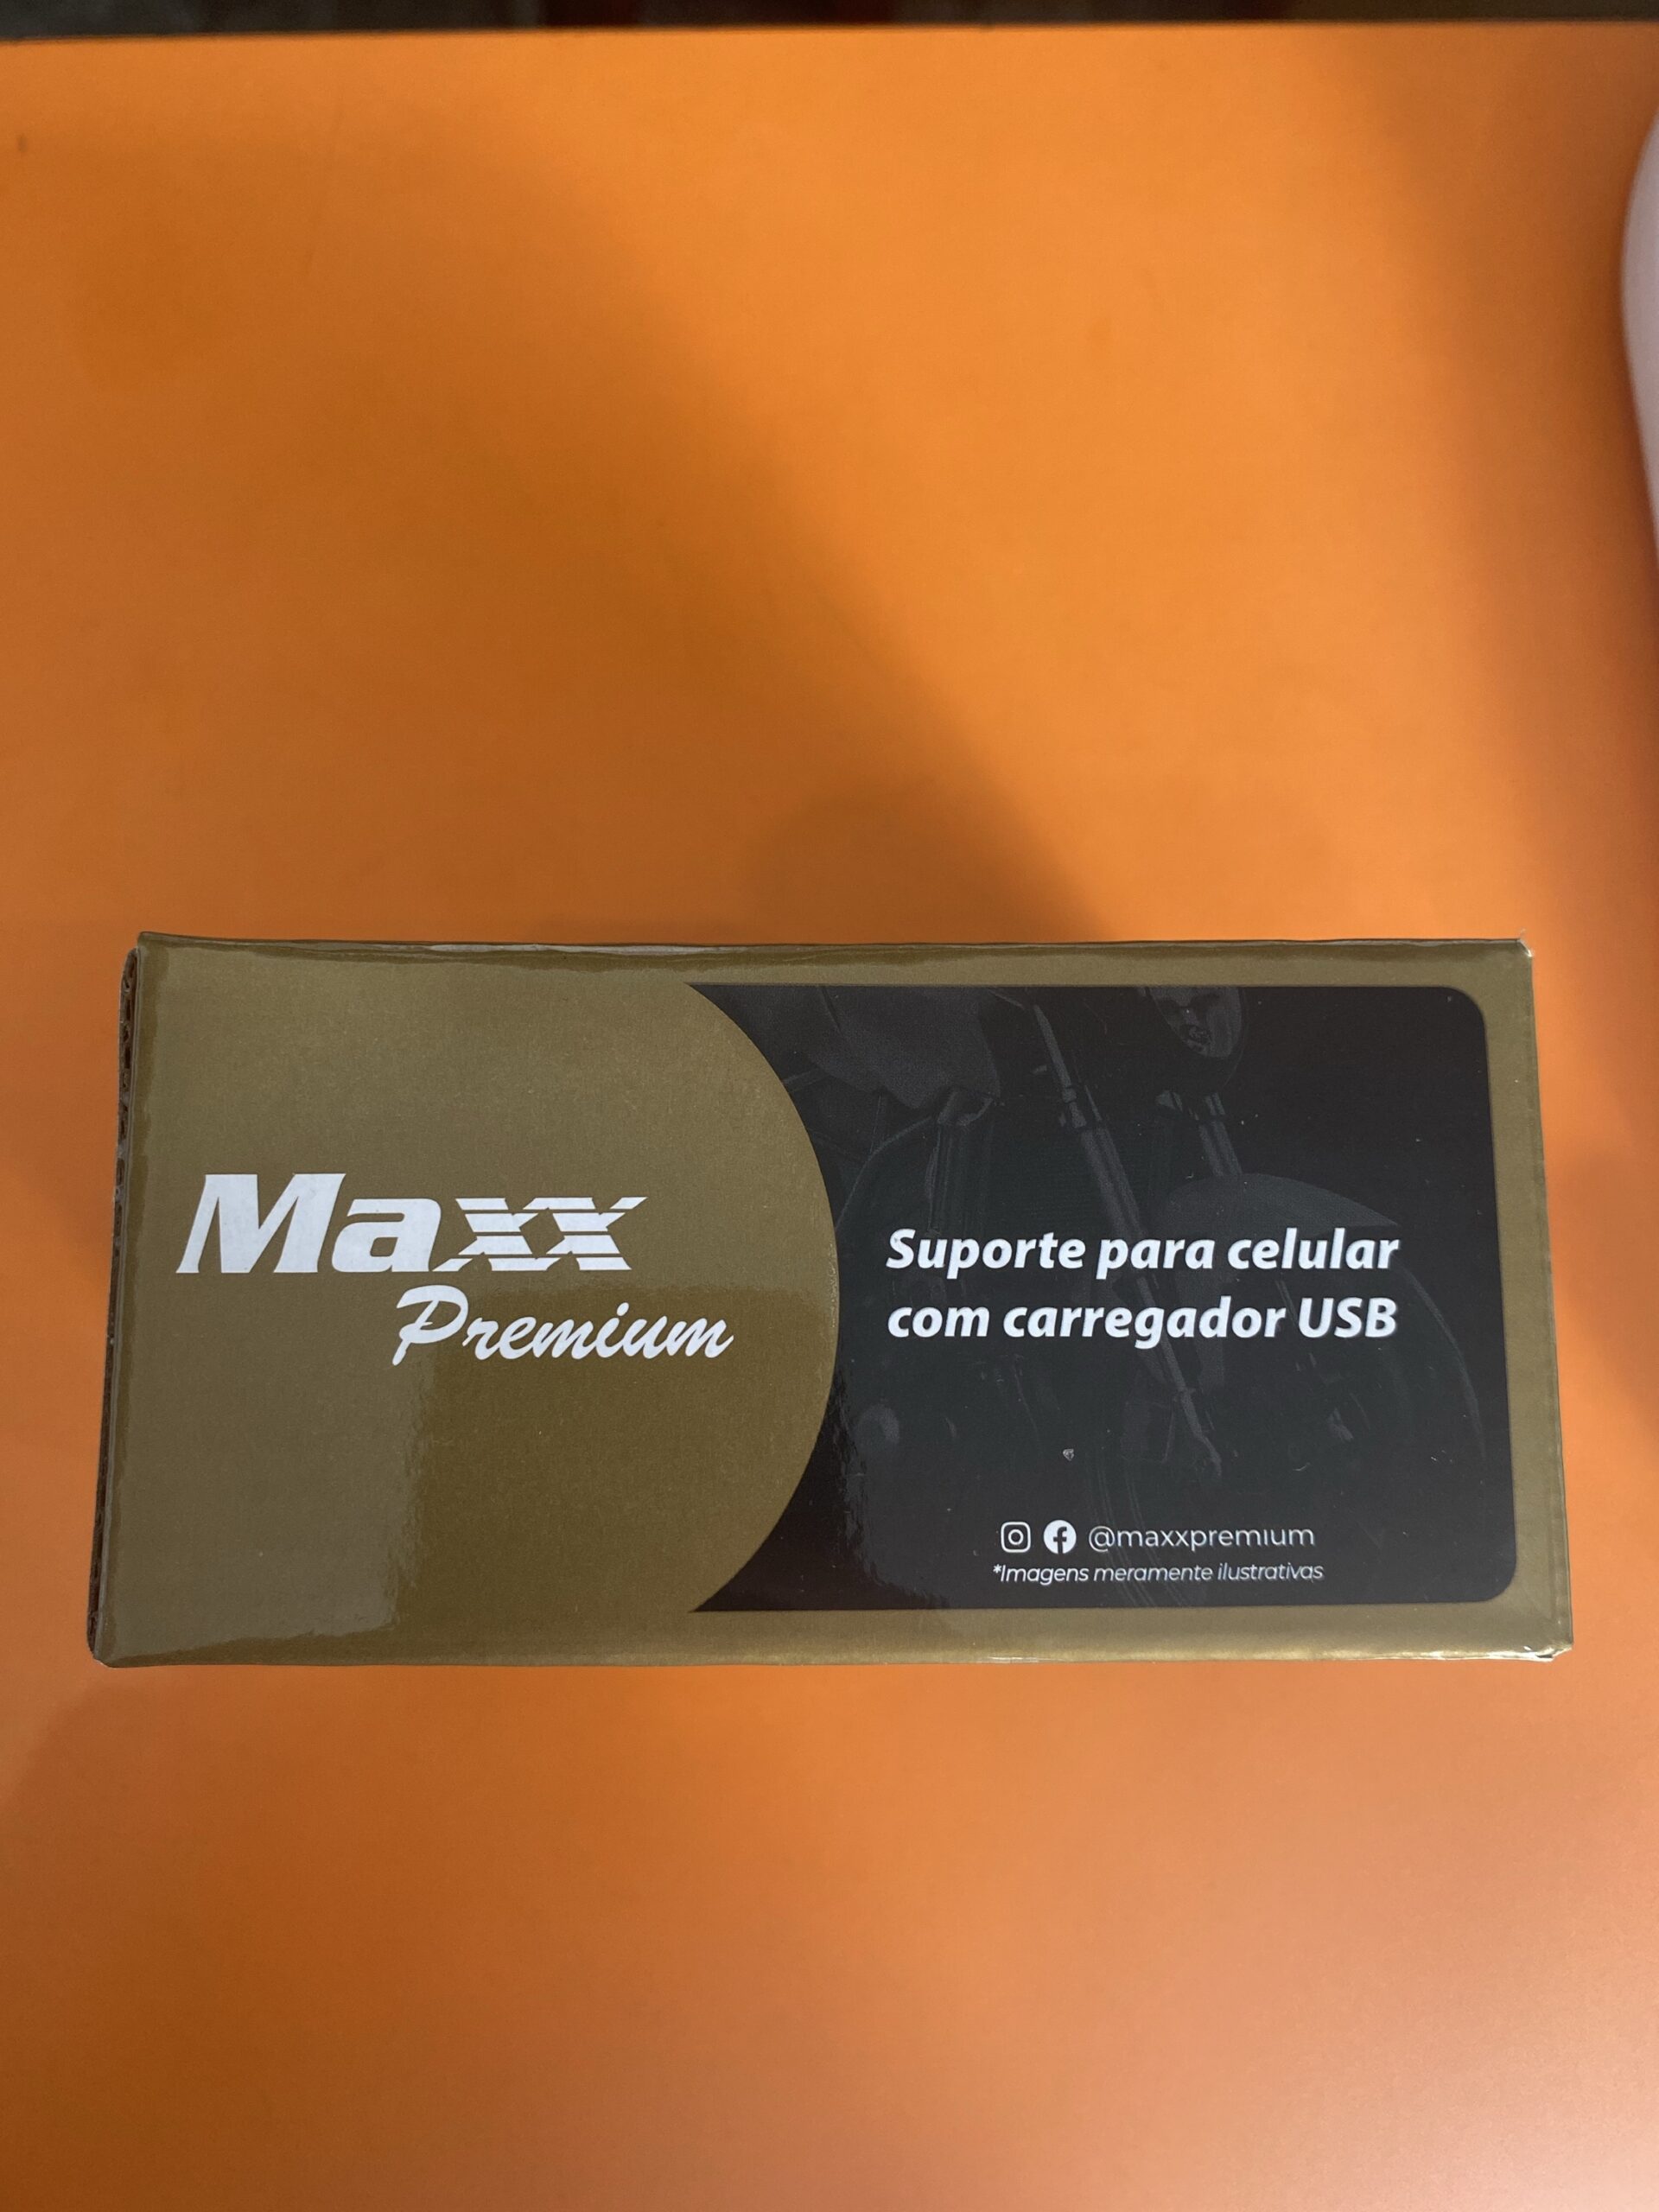 Maxx
Premium
Suporte para celular
com carregador USB
@maxxpremium
*Imagens meramente ilustrativas